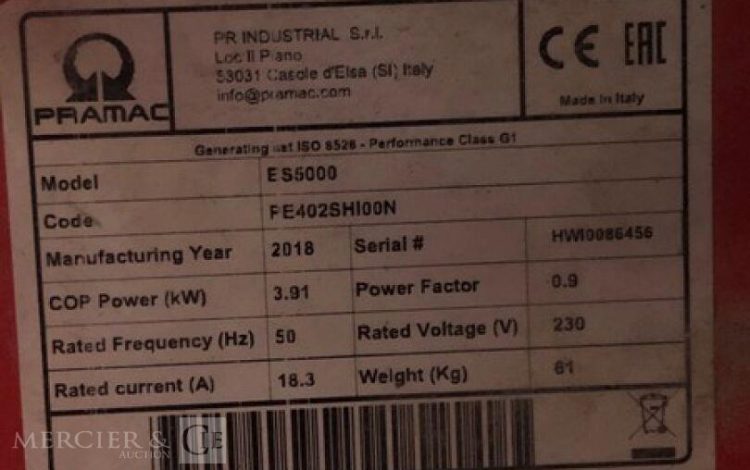 PRAMAC
PR INDUSTRIAL S.r.l.
Loc Il Piano
53031 Casole d'Elsa (SI) Italy
info@pramac.com
CE EAC
Made in Italy
Generating set ISO 8528 - Performance Class G1
Model ES5000
Code PE402SHI00N
Manufacturing Year 2018 Serial # HWI0086456
COP Power (kW) 3.91 Power Factor 0.9
Rated Frequency (Hz) 50 Rated Voltage (V) 230
Rated current (A) 18.3 Weight (Kg) 61
MERCIER & CIE
AUCTION